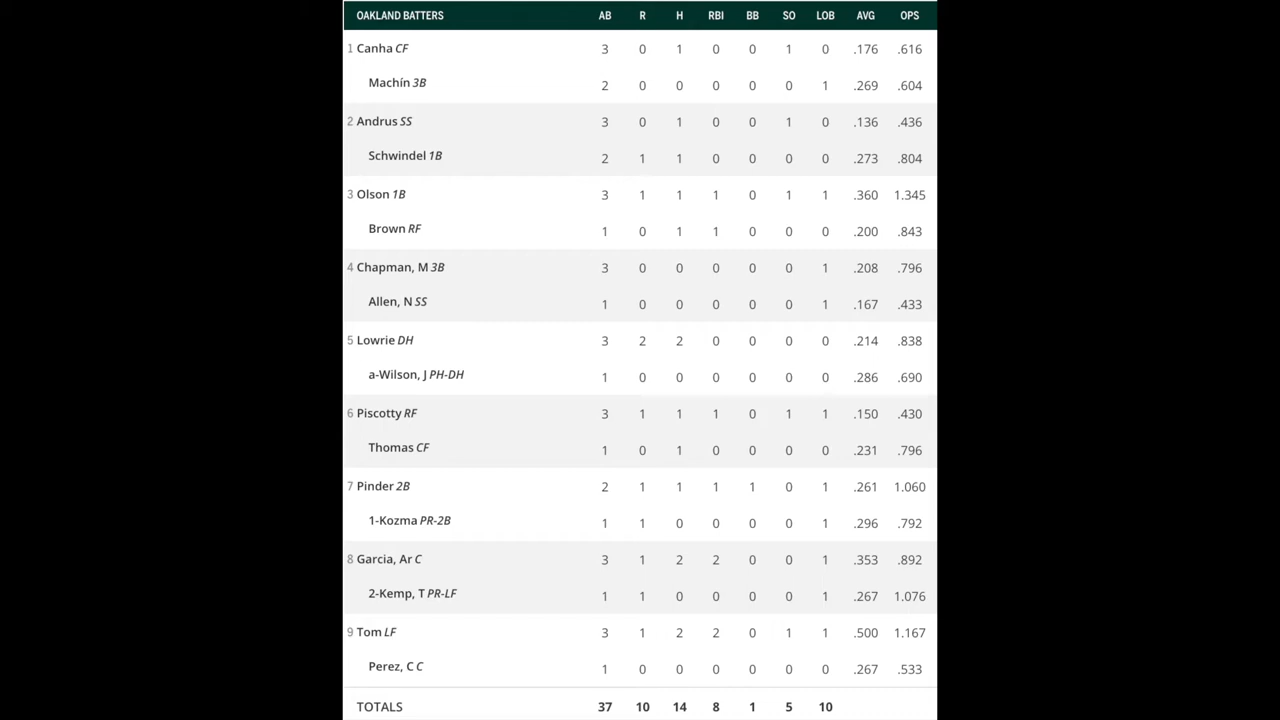 OAKLAND BATTERS AB R H RBI BB SO LOB AVG OPS
1 Canha CF 3 0 1 0 0 1 0 .176 .616
Machín 3B 2 0 0 0 0 0 1 .269 .604
2 Andrus SS 3 0 1 0 0 1 0 .136 .436
Schwindel 1B 2 1 1 0 0 0 0 .273 .804
3 Olson 1B 3 1 1 1 0 1 1 .360 1.345
Brown RF 1 0 1 1 0 0 0 .200 .843
4 Chapman, M 3B 3 0 0 0 0 0 1 .208 .796
Allen, N SS 1 0 0 0 0 0 1 .167 .433
5 Lowrie DH 3 2 2 0 0 0 0 .214 .838
a-Wilson, J PH-DH 1 0 0 0 0 0 0 .286 .690
6 Piscotty RF 3 1 1 1 0 1 1 .150 .430
Thomas CF 1 0 1 0 0 0 0 .231 .796
7 Pinder 2B 2 1 1 1 1 0 1 .261 1.060
1-Kozma PR-2B 1 1 0 0 0 0 1 .296 .792
8 Garcia, Ar C 3 1 2 2 0 0 1 .353 .892
2-Kemp, T PR-LF 1 1 0 0 0 0 1 .267 1.076
9 Tom LF 3 1 2 2 0 1 1 .500 1.167
Perez, C C 1 0 0 0 0 0 0 .267 .533
TOTALS 37 10 14 8 1 5 10